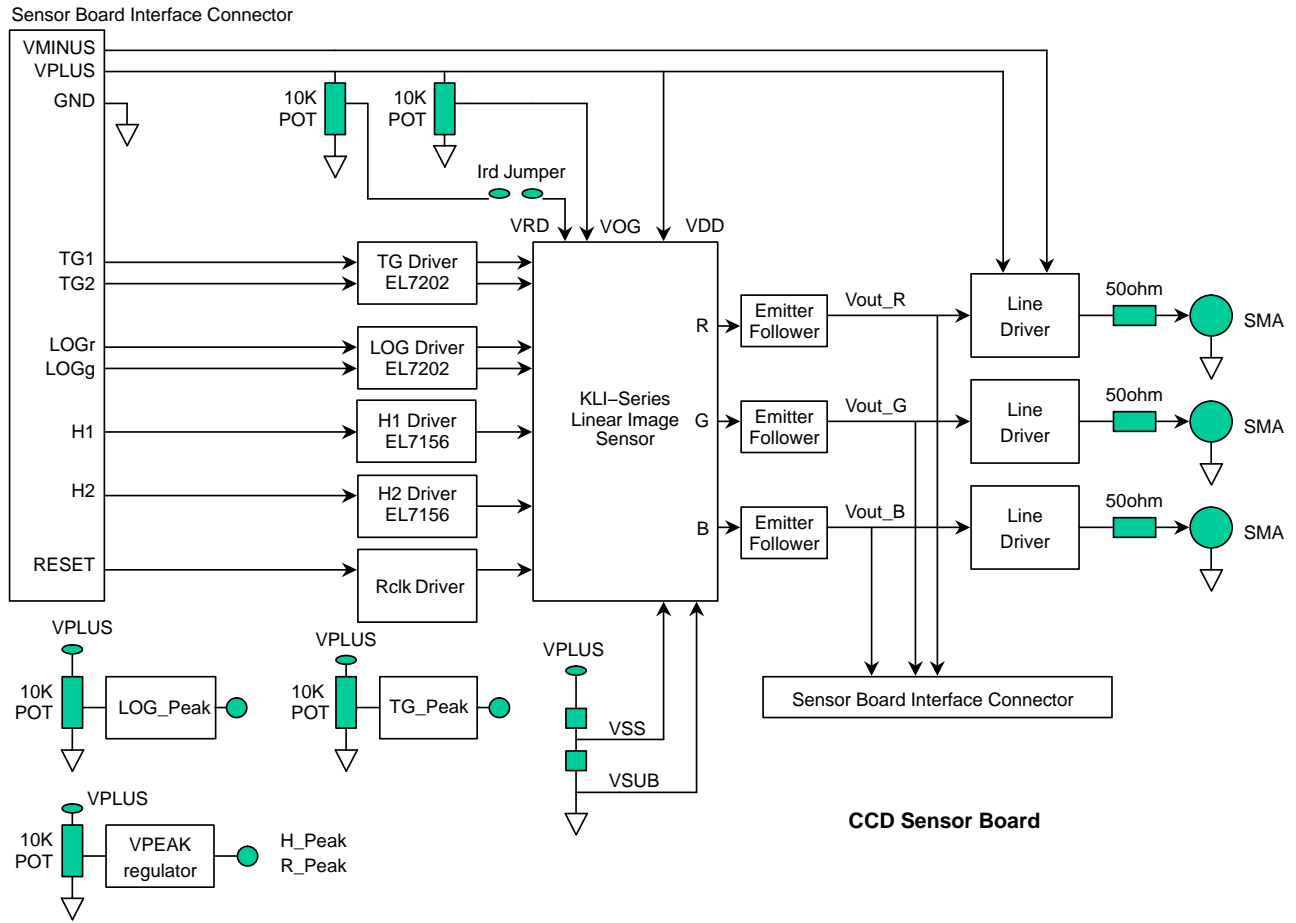 Sensor Board Interface Connector
VMINUS
VPLUS
GND
10K
POT
10K
POT
Ird Jumper
VRD
VOG
VDD
TG1
TG2
TG Driver
EL7202
LOGr
LOGg
LOG Driver
EL7202
H1
H1 Driver
EL7156
H2
H2 Driver
EL7156
RESET
Rclk Driver
KLI–Series
Linear Image
Sensor
R
G
B
Emitter
Follower
Vout_R
Line
Driver
50ohm
SMA
Emitter
Follower
Vout_G
Line
Driver
50ohm
SMA
Emitter
Follower
Vout_B
Line
Driver
50ohm
SMA
VPLUS
10K
POT
LOG_Peak
VPLUS
10K
POT
TG_Peak
VPLUS
VSS
VSUB
Sensor Board Interface Connector
VPLUS
10K
POT
VPEAK
regulator
H_Peak
R_Peak
CCD Sensor Board